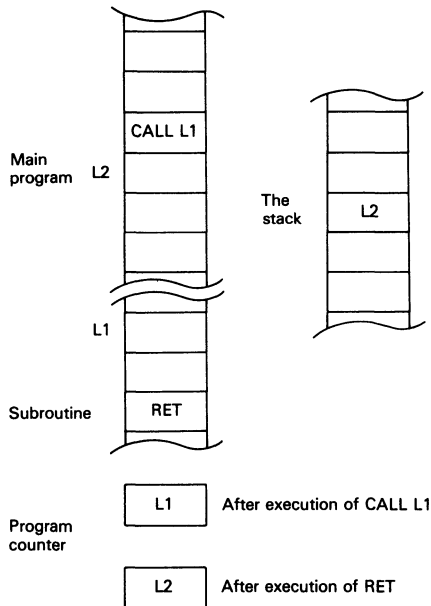 CALL L1
Main
program
L2
The
stack
L2
L1
Subroutine
RET
L1
After execution of CALL L1
Program
counter
L2
After execution of RET